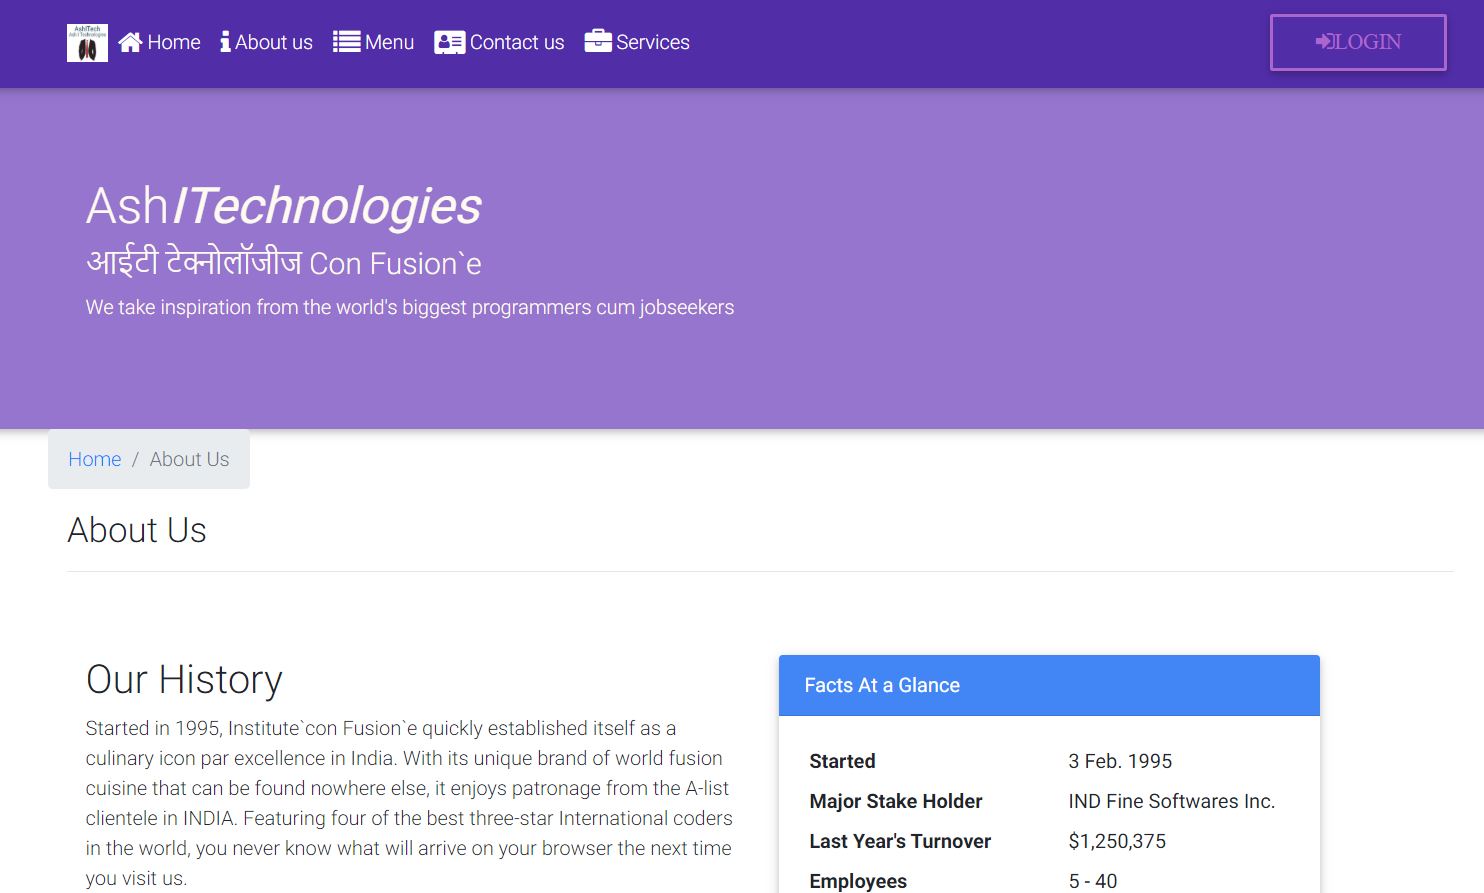 AshITech
Ash I Technologies
Home
About us
Menu
Contact us
Services
LOGIN
AshITechnologies
आईटी टेक्नोलॉजीज Con Fusion`e
We take inspiration from the world's biggest programmers cum jobseekers
Home / About Us
About Us
Our History
Started in 1995, Institute`con Fusion`e quickly established itself as a
culinary icon par excellence in India. With its unique brand of world fusion
cuisine that can be found nowhere else, it enjoys patronage from the A-list
clientele in INDIA. Featuring four of the best three-star International coders
in the world, you never know what will arrive on your browser the next time
you visit us.
Facts At a Glance
Started 3 Feb. 1995
Major Stake Holder IND Fine Softwares Inc.
Last Year's Turnover $1,250,375
Employees 5 - 40